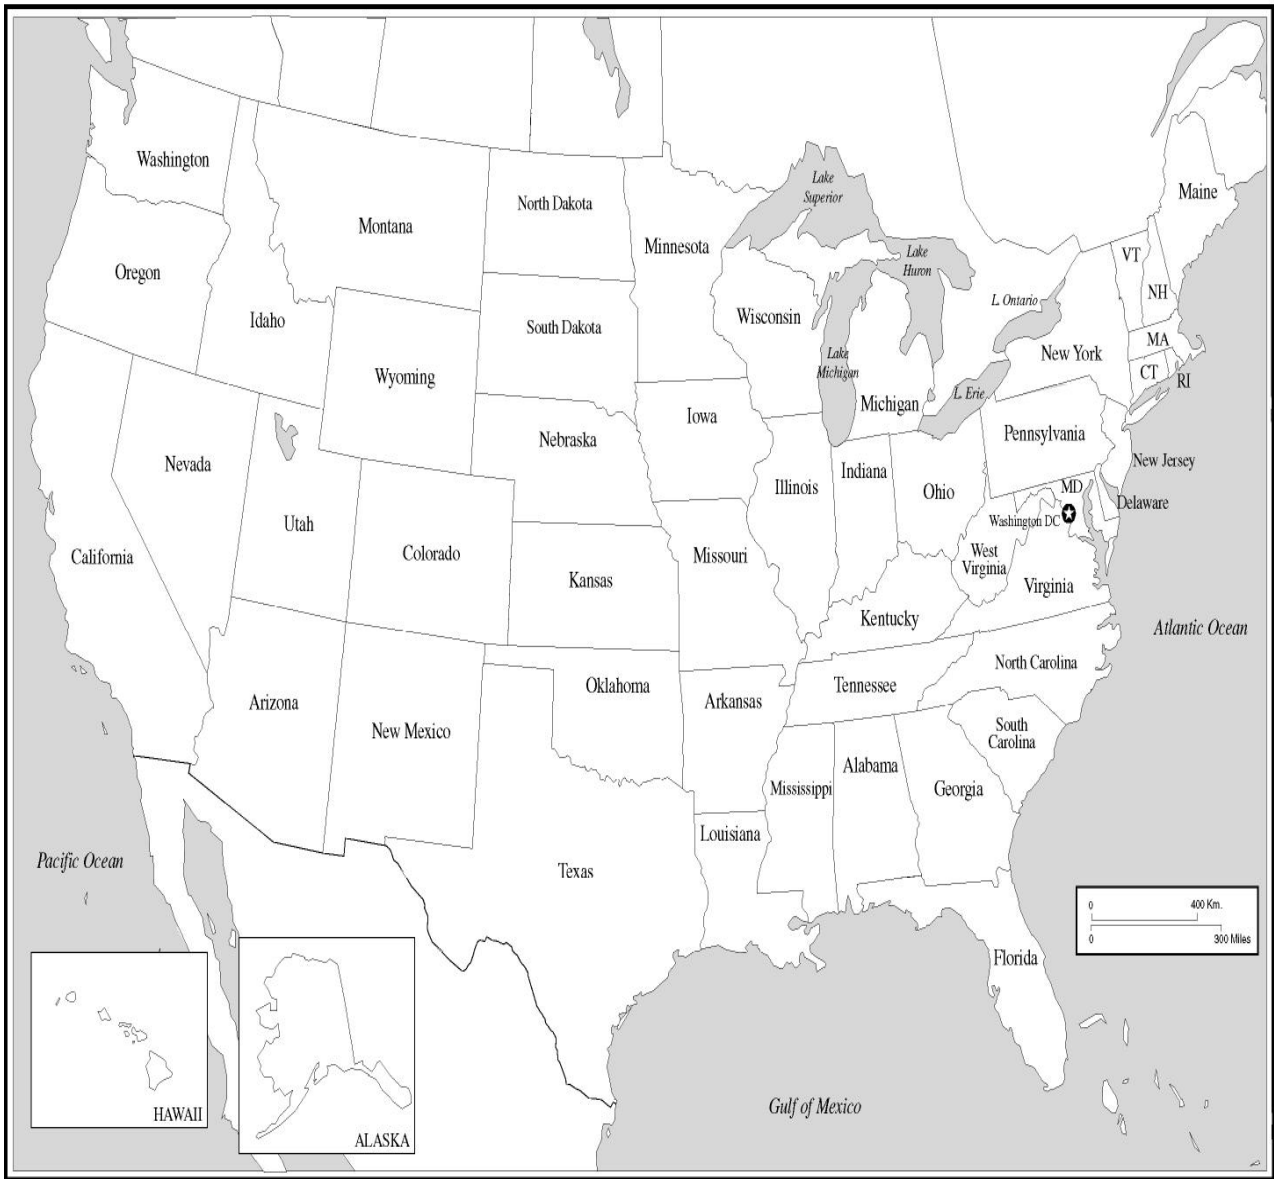 Washington
Montana
North Dakota
Minnesota
Lake
Superior
Maine
Oregon
Idaho
Lake
Huron
VT
NH
South Dakota
Wisconsin
L. Ontario
Wyoming
Lake
Michigan
New York
MA
CT
RI
L. Erie
Michigan
Iowa
Nebraska
Pennsylvania
Nevada
New Jersey
Indiana
Illinois
Ohio
MD
Delaware
Utah
Washington DC
California
Colorado
Kansas
Missouri
West
Virginia
Virginia
Kentucky
Atlantic Ocean
North Carolina
Arizona
New Mexico
Oklahoma
Arkansas
Tennessee
South
Carolina
Mississippi
Alabama
Georgia
Louisiana
Pacific Ocean
Texas
0
400 Km.
0
300 Miles
Florida
HAWAII
ALASKA
Gulf of Mexico